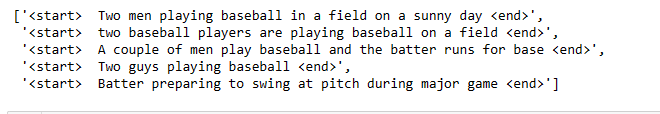 ['<start>  Two men playing baseball in a field on a sunny day <end>',
'<start>  two baseball players are playing baseball on a field <end>',
'<start>  A couple of men play baseball and the batter runs for base <end>',
'<start>  Two guys playing baseball <end>',
'<start>  Batter preparing to swing at pitch during major game <end>']